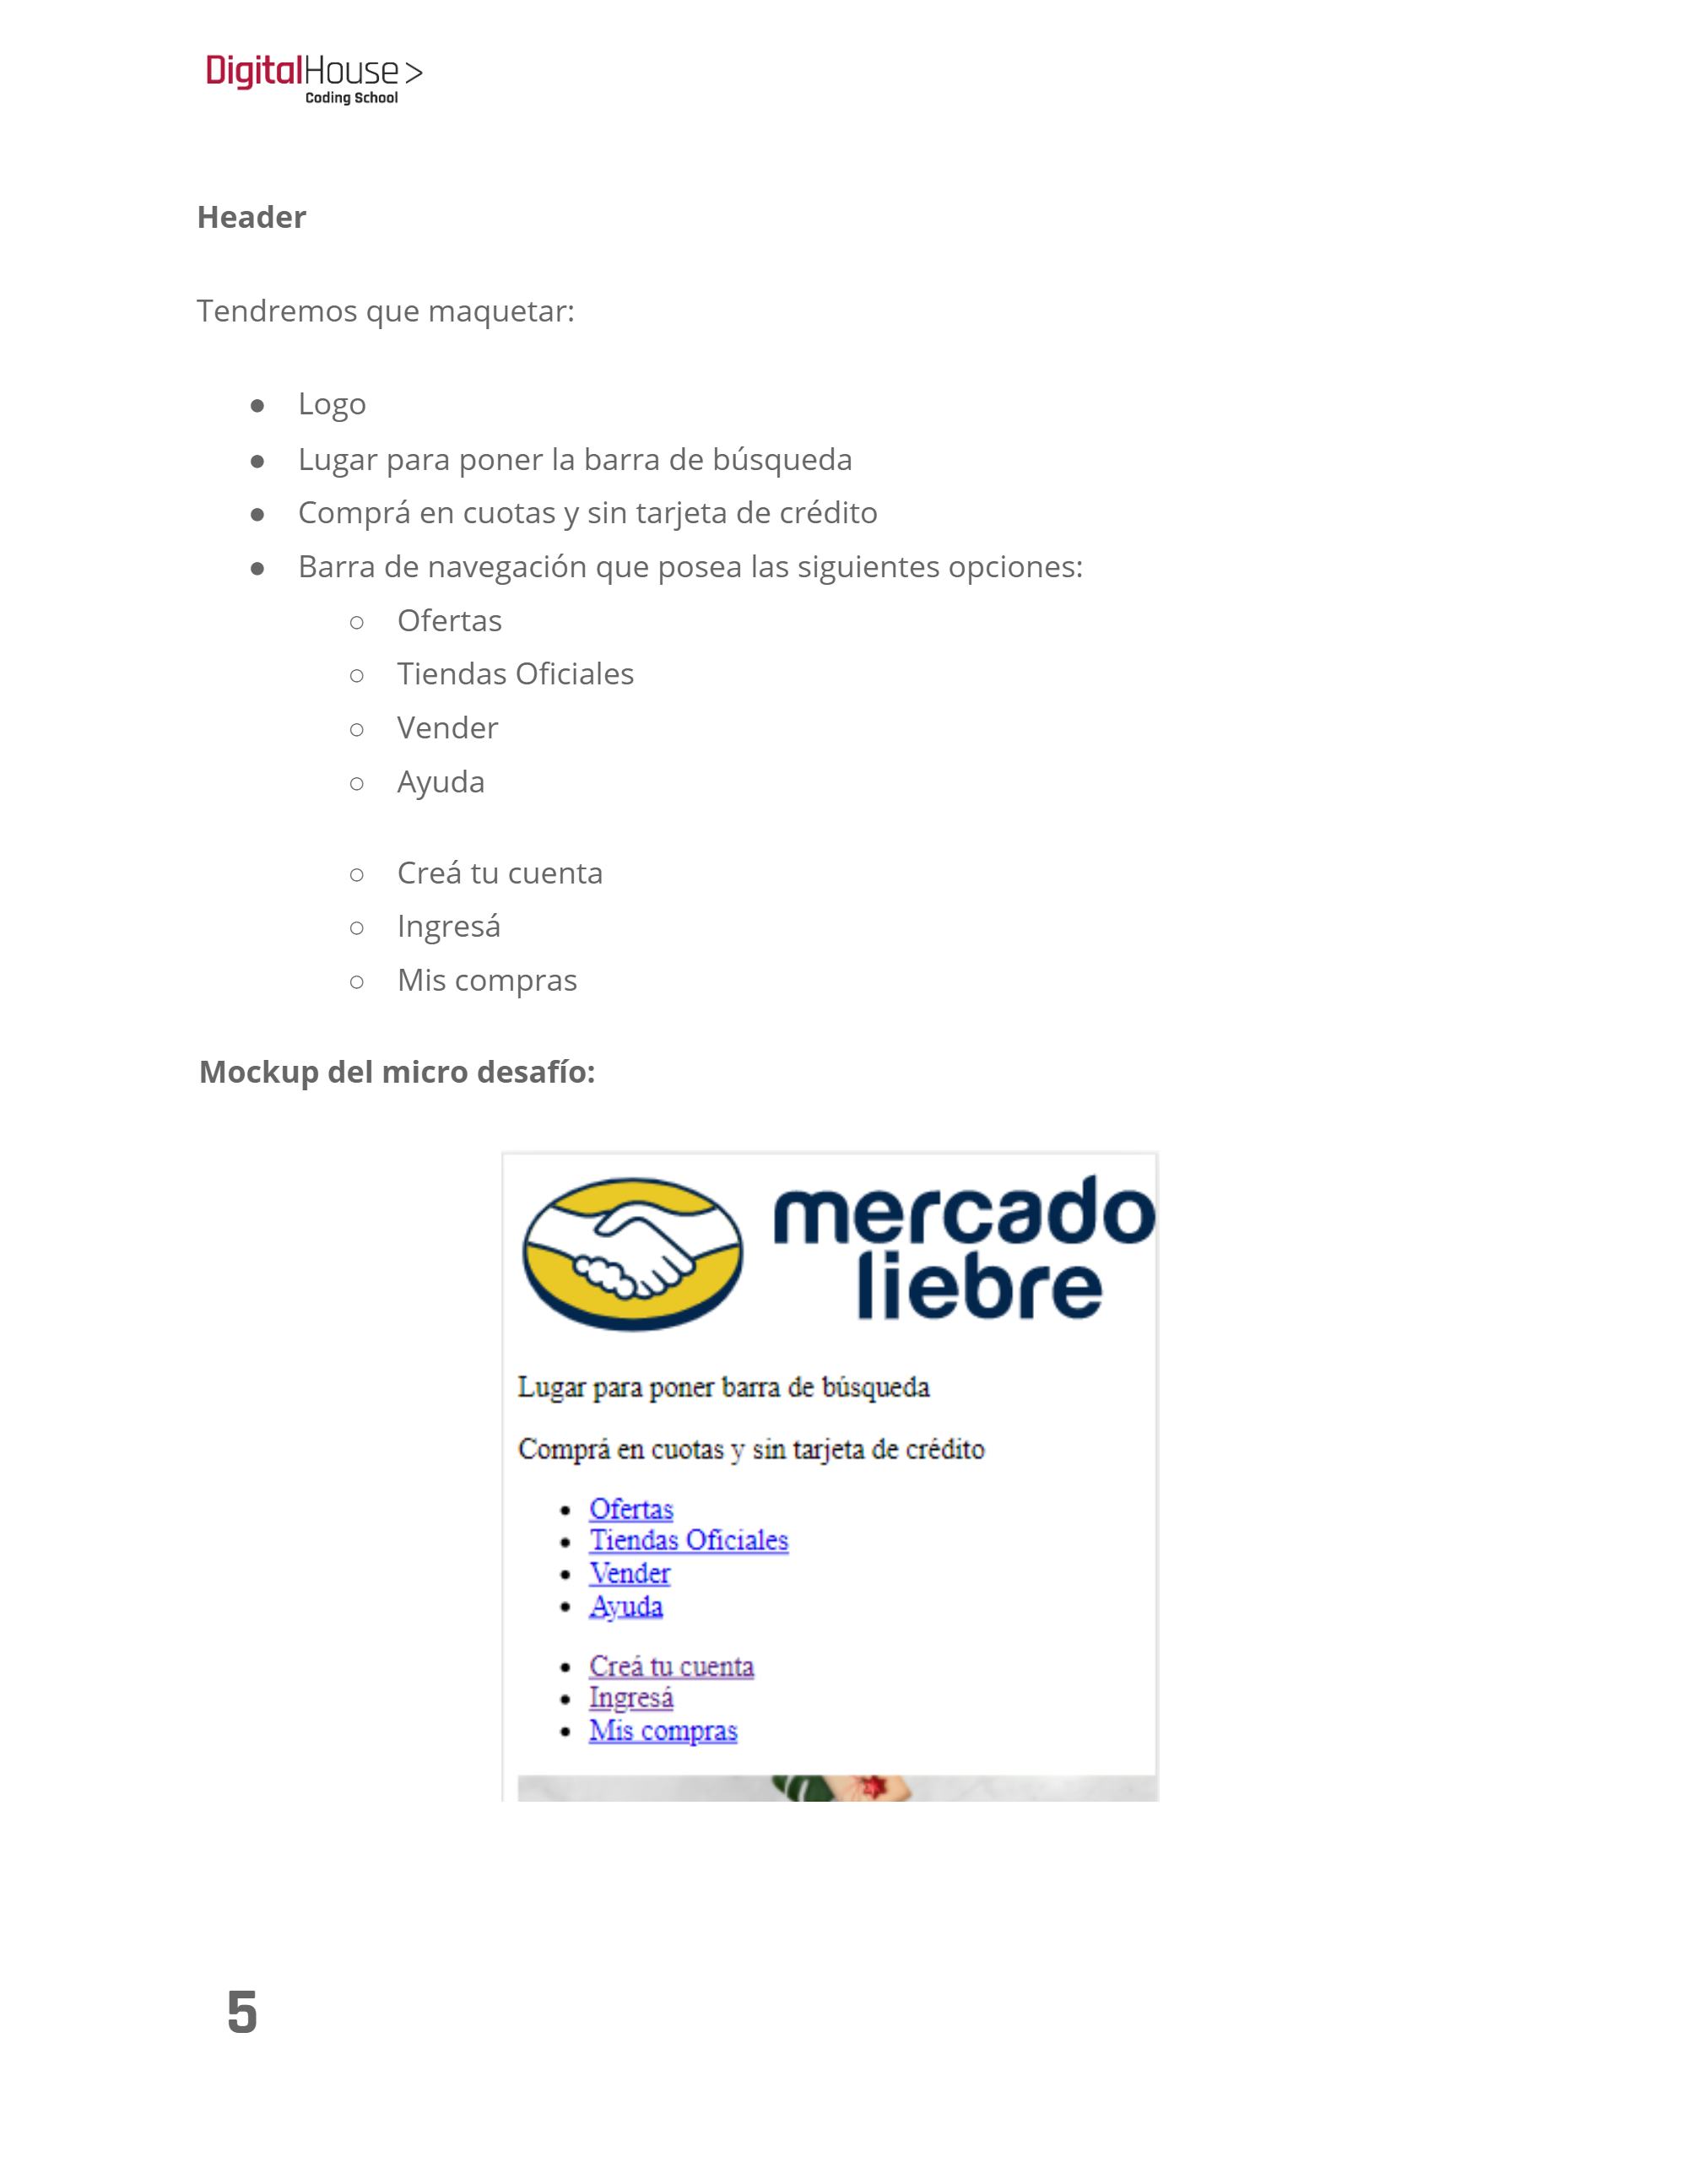 DigitalHouse >
Coding School
Header
Tendremos que maquetar:
● Logo
● Lugar para poner la barra de búsqueda
● Comprá en cuotas y sin tarjeta de crédito
● Barra de navegación que posea las siguientes opciones:
○ Ofertas
○ Tiendas Oficiales
○ Vender
○ Ayuda
○ Creá tu cuenta
○ Ingresá
○ Mis compras
Mockup del micro desafío:
mercado
liebre
Lugar para poner barra de búsqueda
Comprá en cuotas y sin tarjeta de crédito
• Ofertas
• Tiendas Oficiales
• Vender
• Ayuda
• Creá tu cuenta
• Ingresá
• Mis compras
5